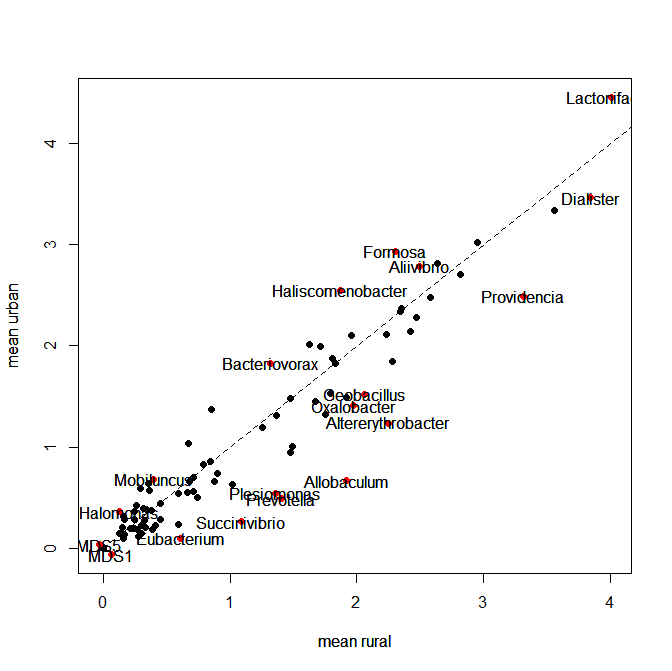 Lactonifa
Dialister
Formosa
Aliivibrio
Haliscomenobacter
Providencia
Bacteriovorax
Geobacillus
Oxalobacter
Altererythrobacter
Mobiluncus
Allobaculum
Plesiomonas
Prevotella
Halomonas
Succinivibrio
Eubacterium
MDS5
MDS1
mean urban
4
3
2
1
0
0 1 2 3 4
mean rural